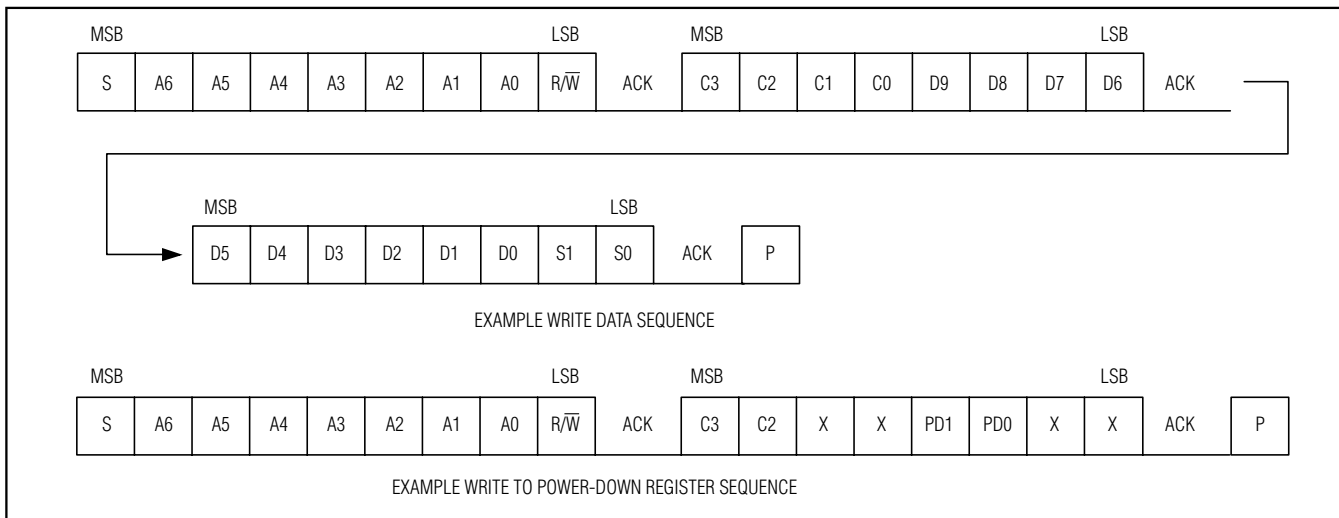 MSB LSB MSB LSB
S A6 A5 A4 A3 A2 A1 A0 R/W̅ ACK C3 C2 C1 C0 D9 D8 D7 D6 ACK
MSB LSB
D5 D4 D3 D2 D1 D0 S1 S0 ACK P
EXAMPLE WRITE DATA SEQUENCE
MSB LSB MSB LSB
S A6 A5 A4 A3 A2 A1 A0 R/W̅ ACK C3 C2 X X PD1 PD0 X X ACK P
EXAMPLE WRITE TO POWER-DOWN REGISTER SEQUENCE